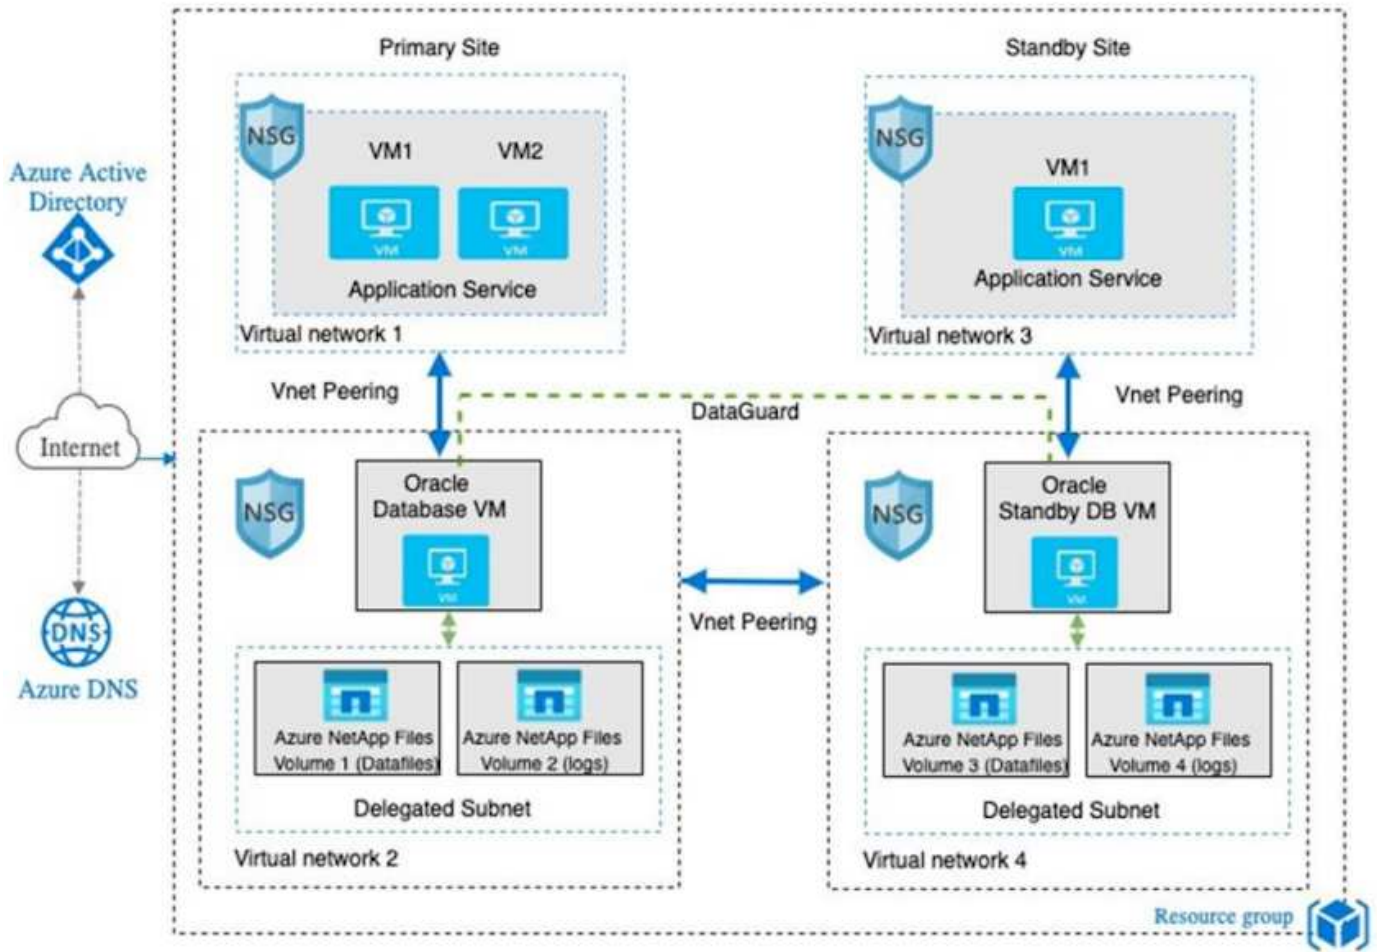 Primary Site
Standby Site
NSG
VM1
VM2
VM
VM
Application Service
Virtual network 1
NSG
VM1
VM
Application Service
Virtual network 3
Azure Active
Directory
Internet
DNS
Azure DNS
Vnet Peering
DataGuard
Vnet Peering
NSG
Oracle
Database VM
VM
Azure NetApp Files
Volume 1 (Datafiles)
Azure NetApp Files
Volume 2 (logs)
Delegated Subnet
Virtual network 2
Vnet Peering
NSG
Oracle
Standby DB VM
VM
Azure NetApp Files
Volume 3 (Datafiles)
Azure NetApp Files
Volume 4 (logs)
Delegated Subnet
Virtual network 4
Resource group